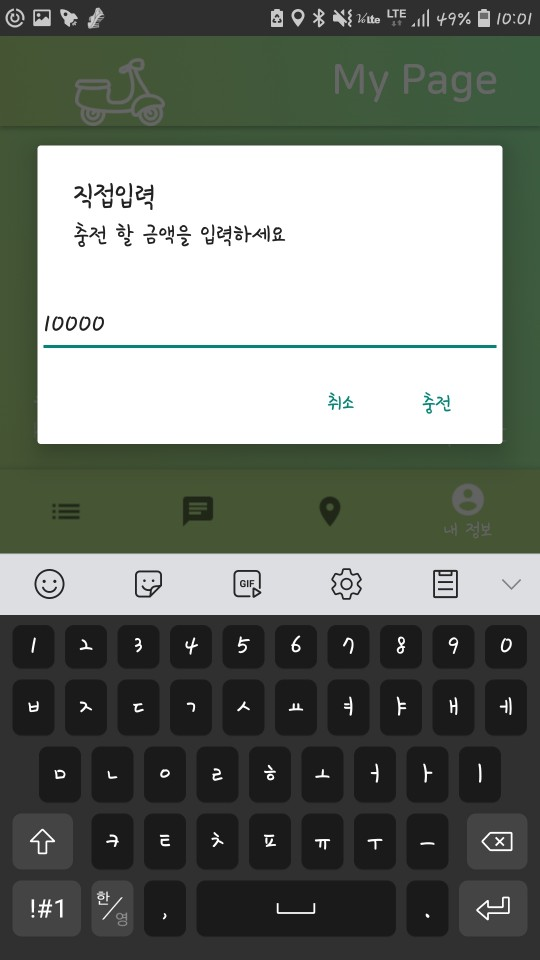 VoLTE LTE 49% 10:01
My Page
직접입력
충전 할 금액을 입력하세요
10000
취소 충전
내 정보
GIF
1 2 3 4 5 6 7 8 9 0
ㅂ ㅈ ㄷ ㄱ ㅅ ㅛ ㅕ ㅑ ㅐ ㅔ
ㅁ ㄴ ㅇ ㄹ ㅎ ㅗ ㅓ ㅏ ㅣ
ㅋ ㅌ ㅊ ㅍ ㅠ ㅜ ㅡ
!#1 한/영 , .